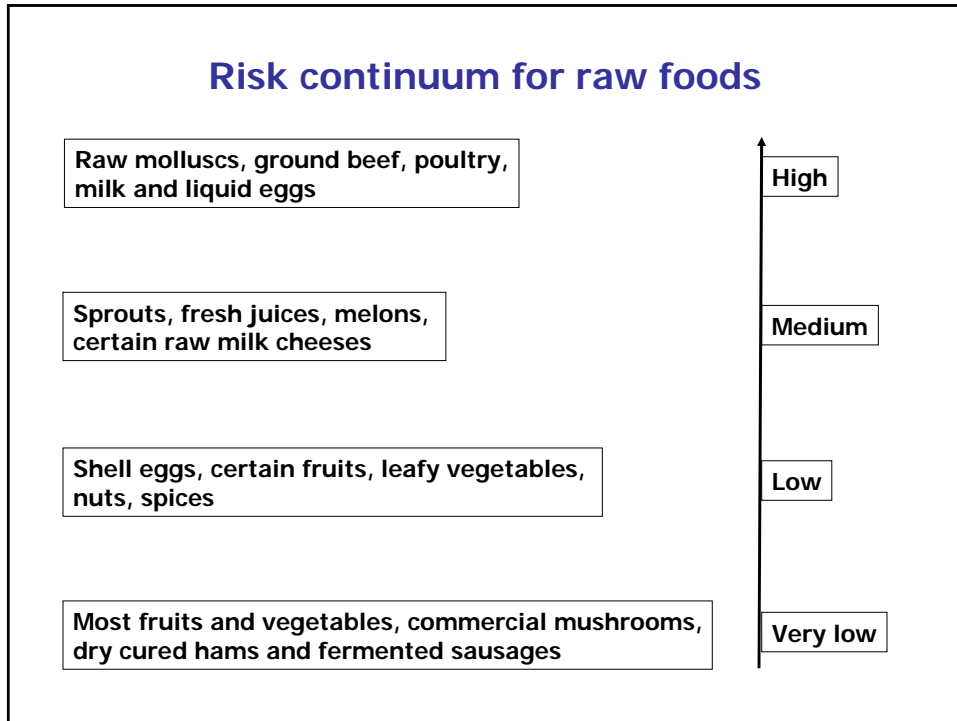 Risk continuum for raw foods
Raw molluscs, ground beef, poultry,
milk and liquid eggs
High
Sprouts, fresh juices, melons,
certain raw milk cheeses
Medium
Shell eggs, certain fruits, leafy vegetables,
nuts, spices
Low
Most fruits and vegetables, commercial mushrooms,
dry cured hams and fermented sausages
Very low